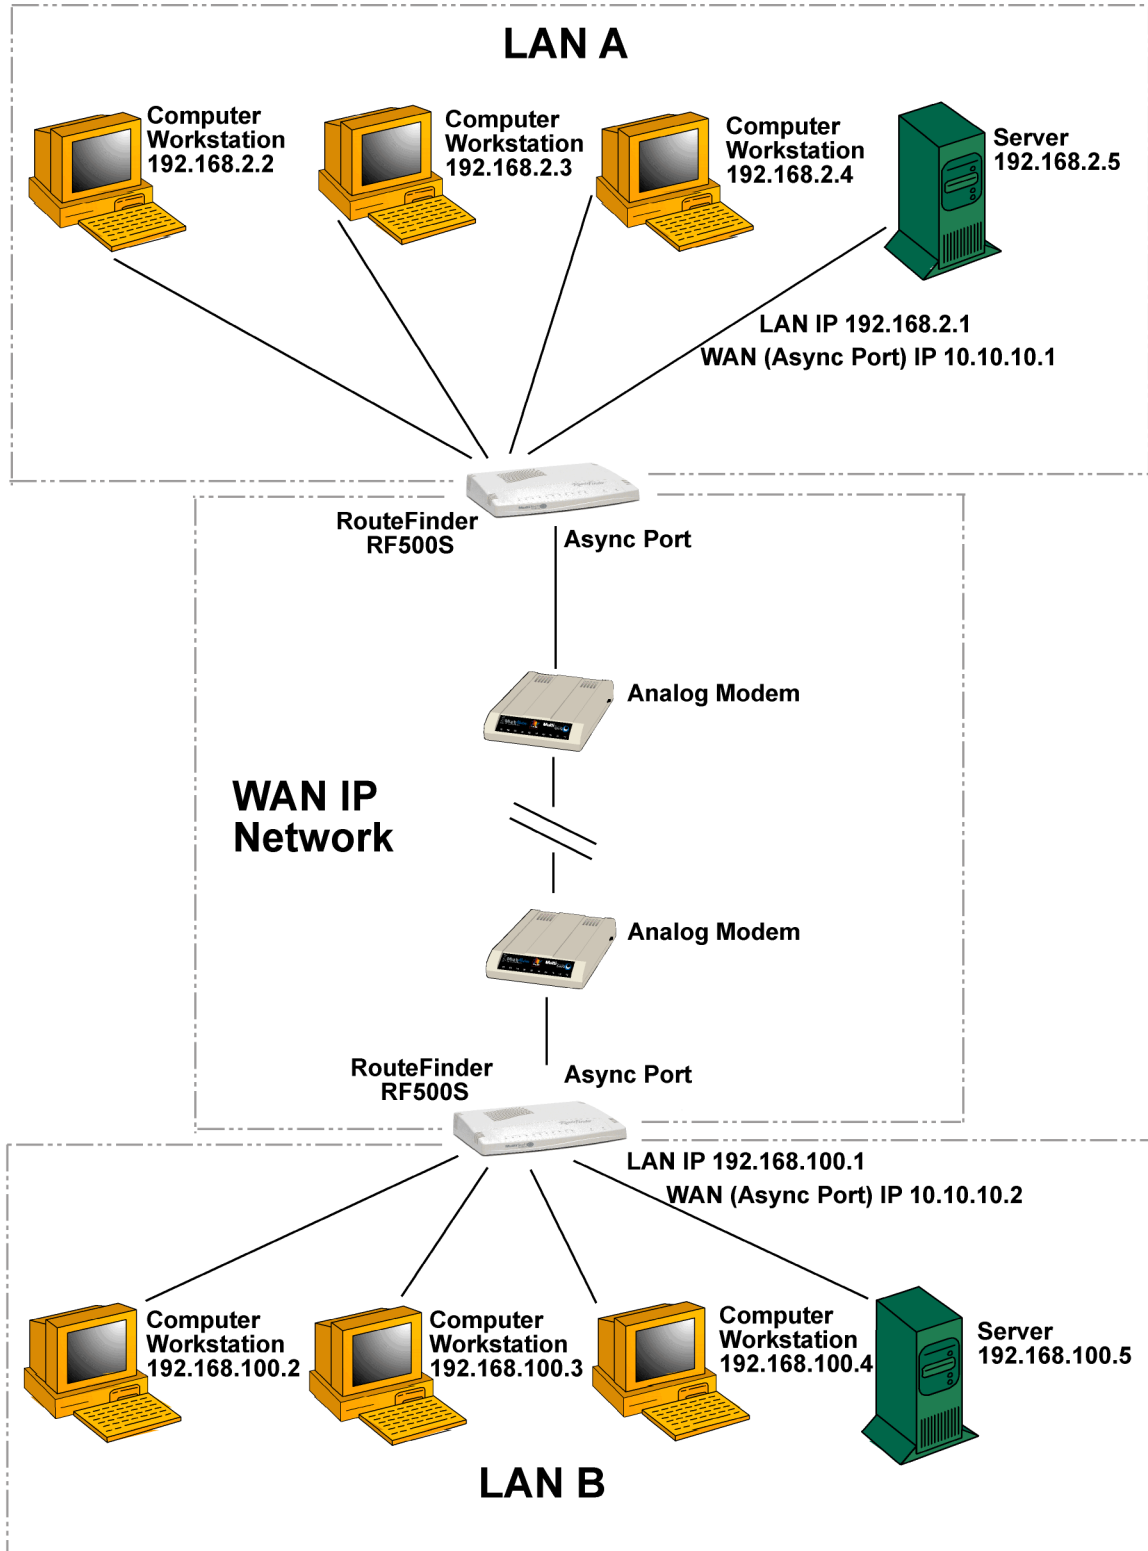 LAN A
Computer
Workstation
192.168.2.2
Computer
Workstation
192.168.2.3
Computer
Workstation
192.168.2.4
Server
192.168.2.5
LAN IP 192.168.2.1
WAN (Async Port) IP 10.10.10.1
RouteFinder
RF500S
Async Port
Analog Modem
WAN IP
Network
Analog Modem
RouteFinder
RF500S
Async Port
LAN IP 192.168.100.1
WAN (Async Port) IP 10.10.10.2
Computer
Workstation
192.168.100.2
Computer
Workstation
192.168.100.3
Computer
Workstation
192.168.100.4
Server
192.168.100.5
LAN B